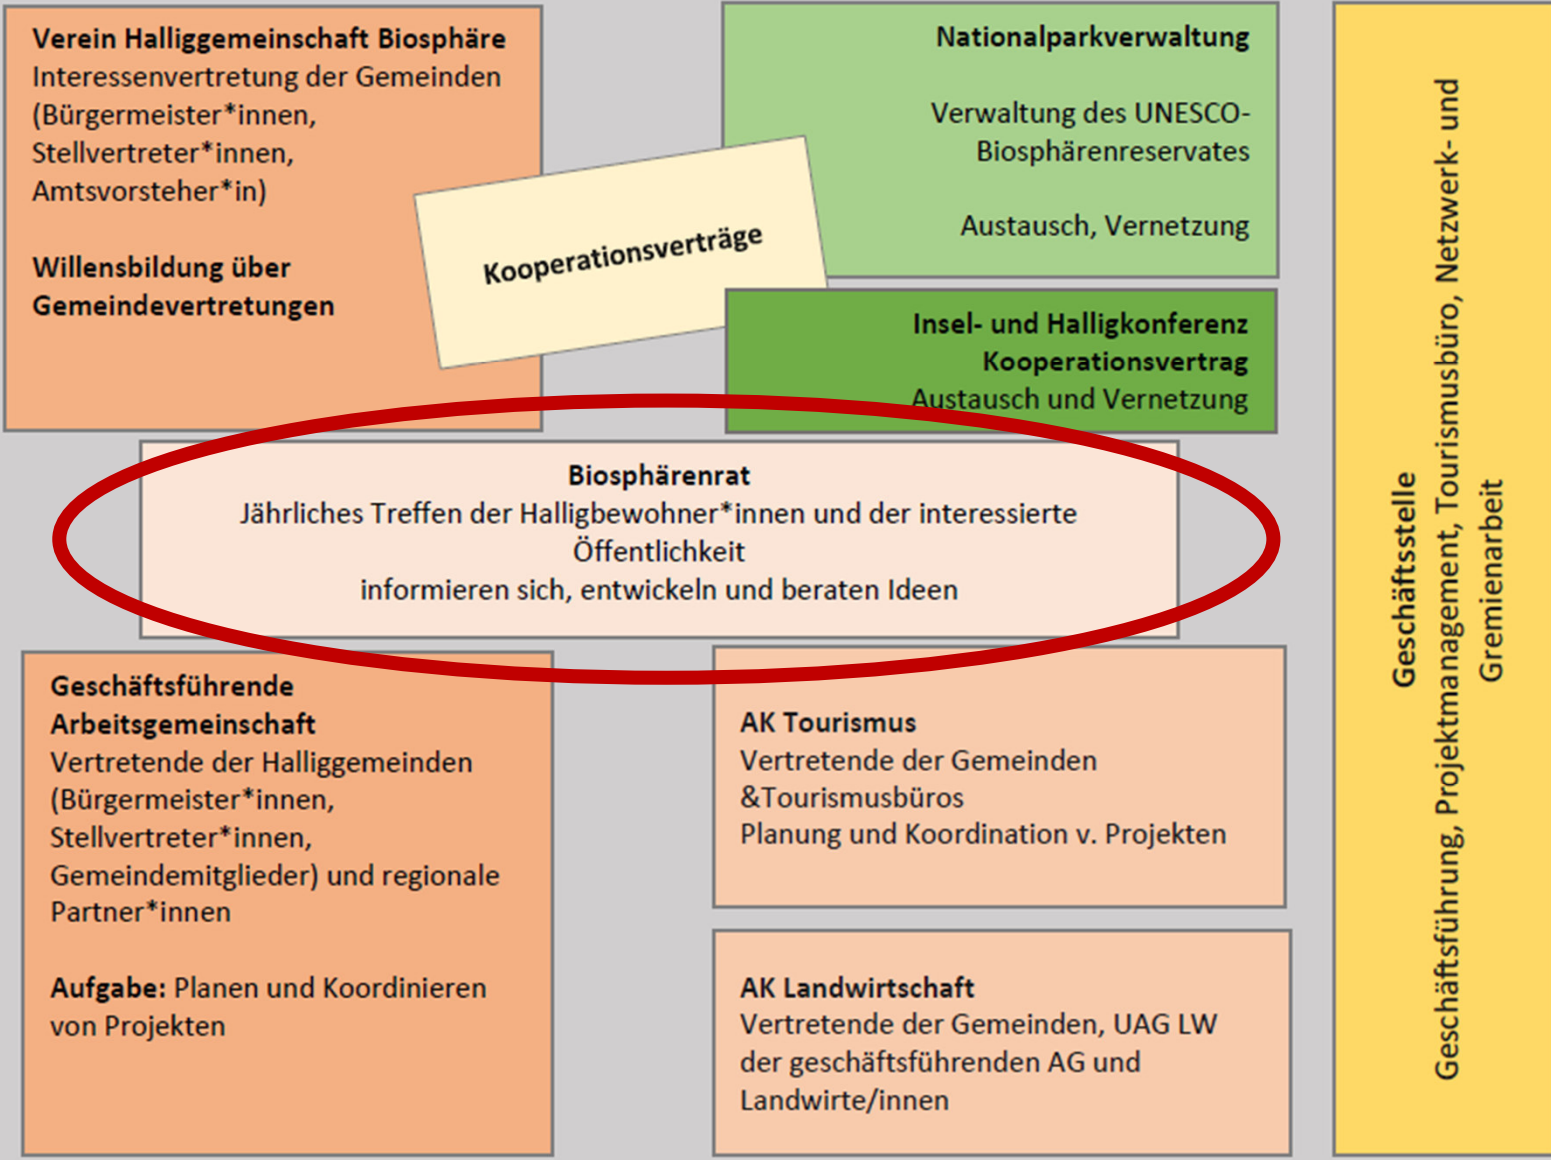 Verein Halliggemeinschaft Biosphäre
Interessenvertretung der Gemeinden
(Bürgermeister*innen,
Stellvertreter*innen,
Amtsvorsteher*in)
Willensbildung über
Gemeindevertretungen
Kooperationsverträge
Nationalparkverwaltung
Verwaltung des UNESCO-
Biosphärenreservates
Austausch, Vernetzung
Insel- und Halligkonferenz
Kooperationsvertrag
Austausch und Vernetzung
Biosphärenrat
Jährliches Treffen der Halligbewohner*innen und der interessierte
Öffentlichkeit
informieren sich, entwickeln und beraten Ideen
Geschäftsführende
Arbeitsgemeinschaft
Vertretende der Halliggemeinden
(Bürgermeister*innen,
Stellvertreter*innen,
Gemeindemitglieder) und regionale
Partner*innen
Aufgabe: Planen und Koordinieren
von Projekten
AK Tourismus
Vertretende der Gemeinden
&Tourismusbüros
Planung und Koordination v. Projekten
AK Landwirtschaft
Vertretende der Gemeinden, UAG LW
der geschäftsführenden AG und
Landwirte/innen
Geschäftsstelle
Geschäftsführung, Projektmanagement, Tourismusbüro, Netzwerk- und
Gremienarbeit